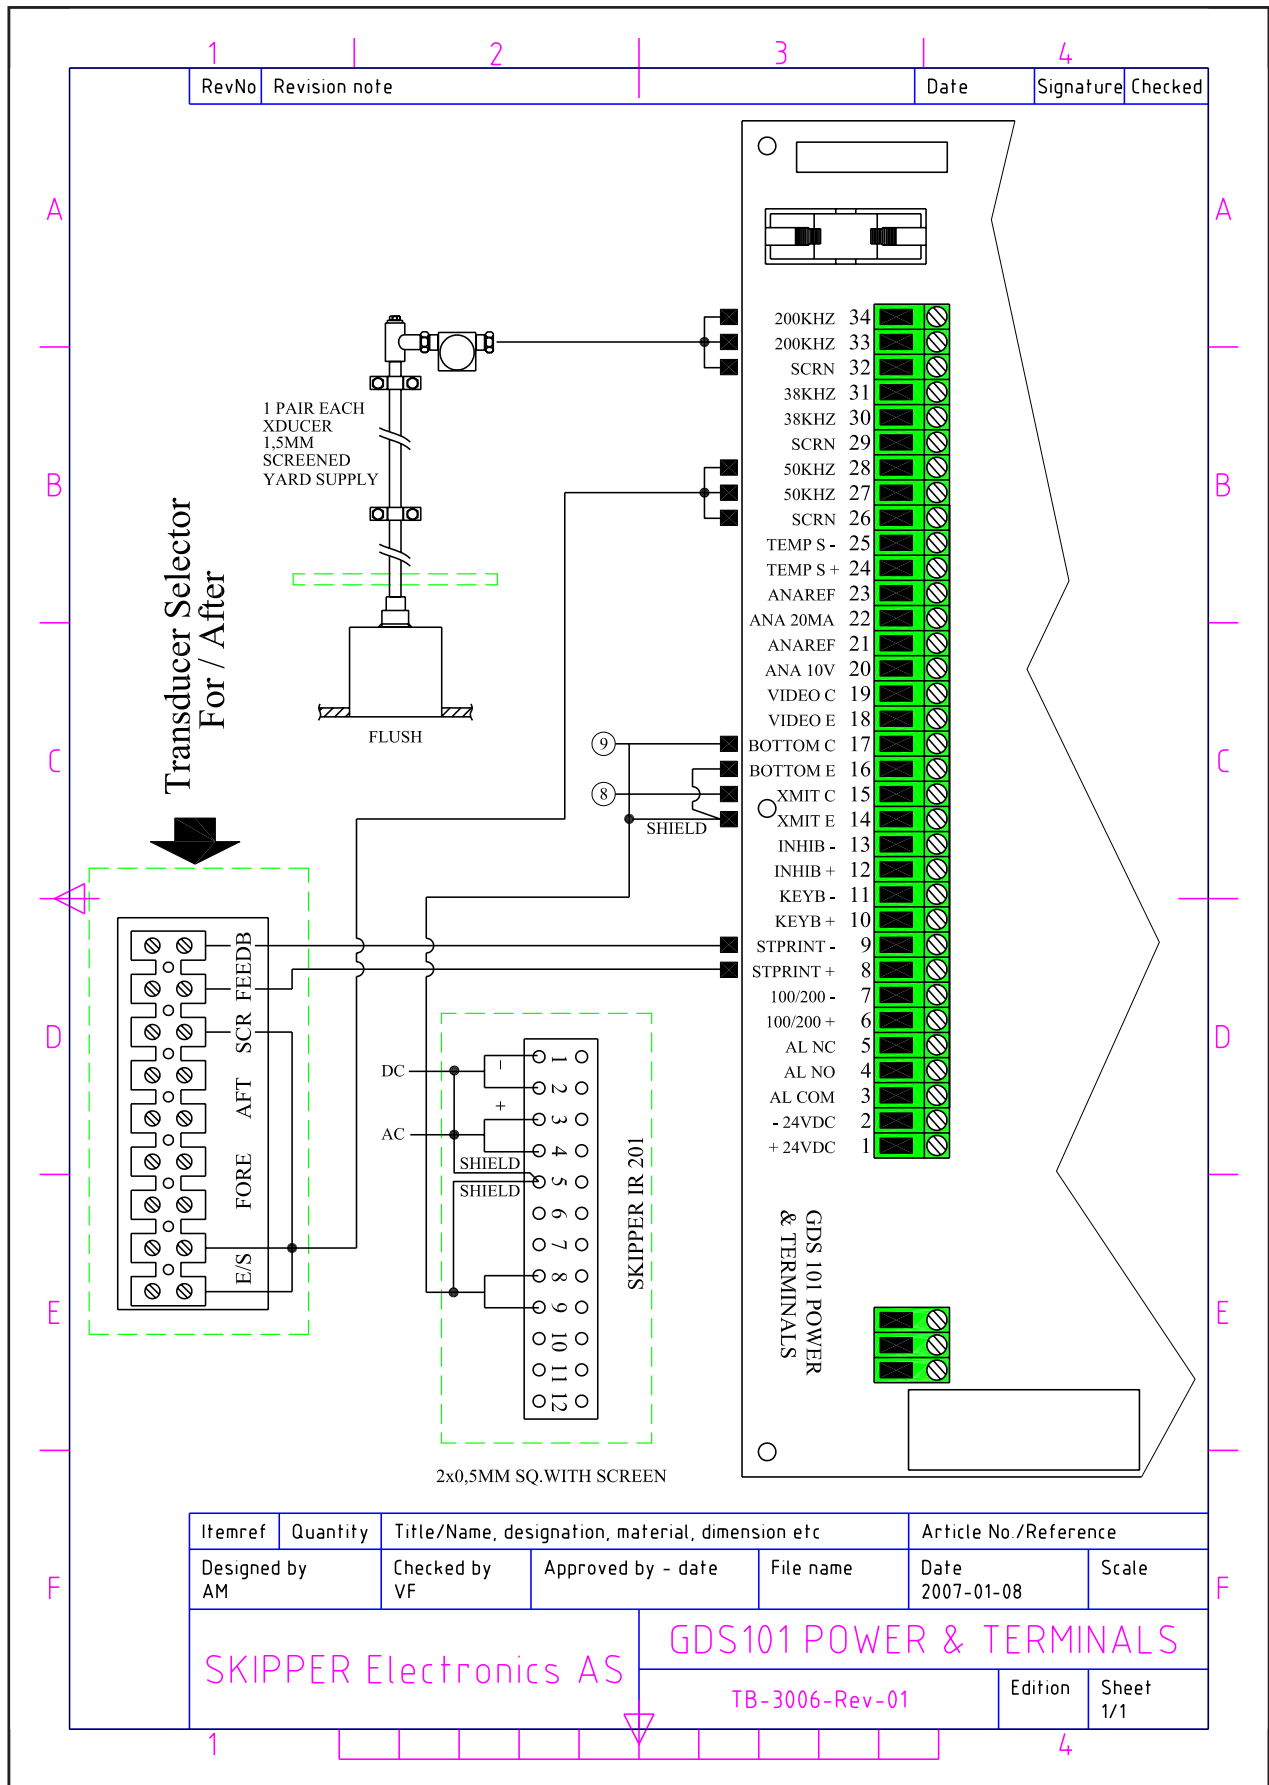 1 2 3 4
RevNo Revision note Date Signature Checked
A A
B B
C C
D D
E E
F F
200KHZ 34
200KHZ 33
SCRN 32
38KHZ 31
38KHZ 30
SCRN 29
50KHZ 28
50KHZ 27
SCRN 26
TEMP S - 25
TEMP S + 24
ANAREF 23
ANA 20MA 22
ANAREF 21
ANA 10V 20
VIDEO C 19
VIDEO E 18
BOTTOM C 17
BOTTOM E 16
XMIT C 15
XMIT E 14
INHIB - 13
INHIB + 12
KEYB - 11
KEYB + 10
STPRINT - 9
STPRINT + 8
100/200 - 7
100/200 + 6
AL NC 5
AL NO 4
AL COM 3
- 24VDC 2
+ 24VDC 1
GDS 101 POWER
& TERMINALS
1 PAIR EACH
XDUCER
1,5MM
SCREENED
YARD SUPPLY
FLUSH
Transducer Selector
For / After
9
8
SHIELD
FEEDB
SCR
AFT
FORE
E/S
DC
AC
-
+
SHIELD
SHIELD
1
2
3
4
5
6
7
8
9
10
11
12
SKIPPER IR 201
2x0,5MM SQ.WITH SCREEN
Itemref Quantity Title/Name, designation, material, dimension etc Article No./Reference
Designed by Checked by Approved by - date File name Date Scale
AM VF 2007-01-08
SKIPPER Electronics AS
GDS101 POWER & TERMINALS
TB-3006-Rev-01
Edition Sheet
1/1
1 4